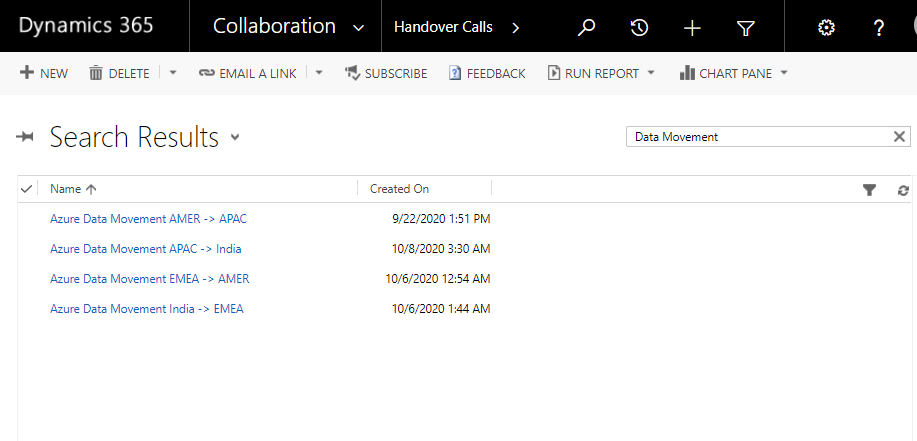 Dynamics 365 Collaboration Handover Calls ?
NEW DELETE EMAIL A LINK SUBSCRIBE FEEDBACK RUN REPORT CHART PANE
Search Results Data Movement
Name Created On
Azure Data Movement AMER -> APAC 9/22/2020 1:51 PM
Azure Data Movement APAC -> India 10/8/2020 3:30 AM
Azure Data Movement EMEA -> AMER 10/6/2020 12:54 AM
Azure Data Movement India -> EMEA 10/6/2020 1:44 AM